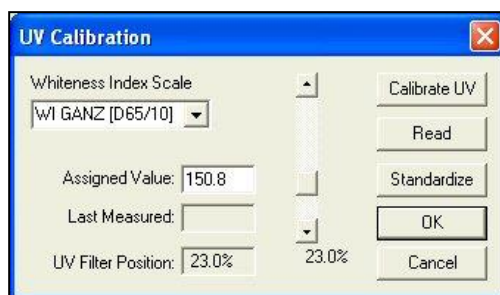 UV Calibration
Whiteness Index Scale
WI GANZ [D65/10]
Assigned Value: 150.8
Last Measured:
UV Filter Position: 23.0%
23.0%
Calibrate UV
Read
Standardize
OK
Cancel